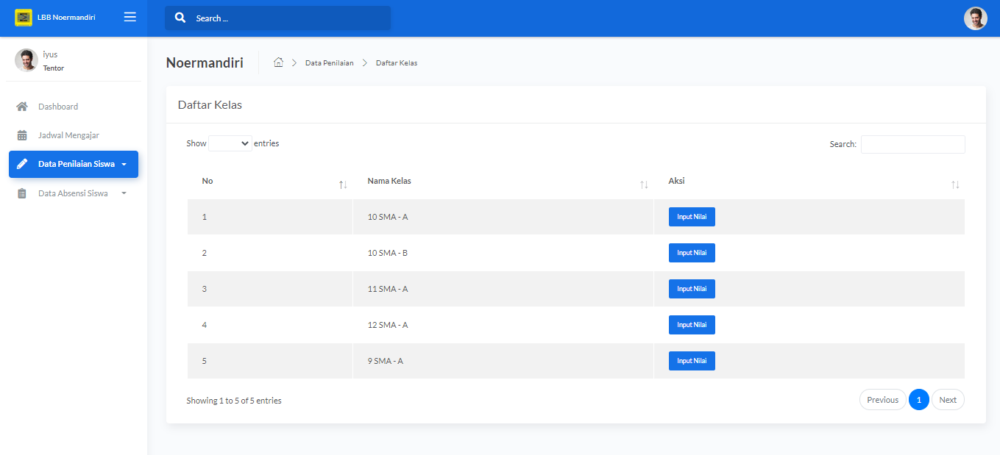 LBB Noermandiri
Search ...
iyus
Tentor
Dashboard
Jadwal Mengajar
Data Penilaian Siswa
Data Absensi Siswa
Noermandiri
Data Penilaian
Daftar Kelas
Daftar Kelas
Show entries
Search:
No Nama Kelas Aksi
1 10 SMA - A Input Nilai
2 10 SMA - B Input Nilai
3 11 SMA - A Input Nilai
4 12 SMA - A Input Nilai
5 9 SMA - A Input Nilai
Showing 1 to 5 of 5 entries
Previous 1 Next